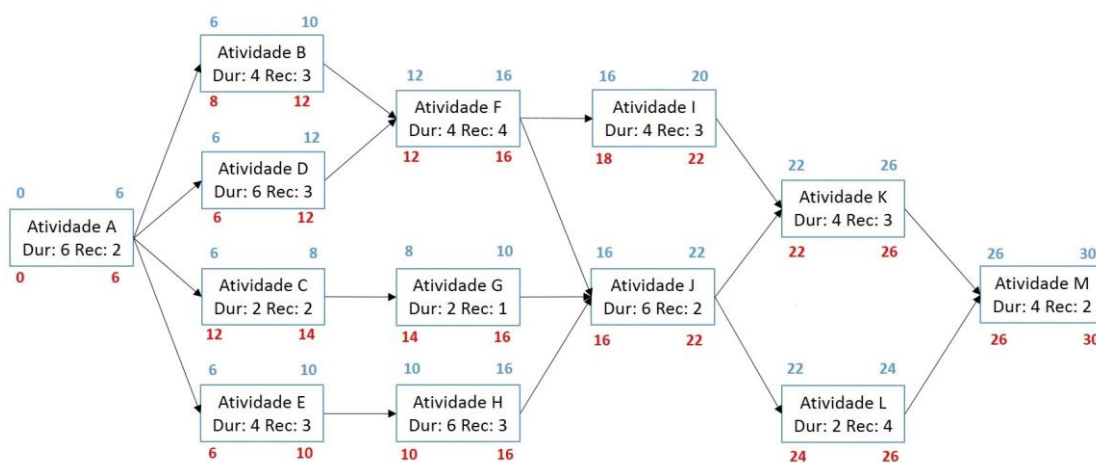 0 6
Atividade A
Dur: 6 Rec: 2
0 6
6 10
Atividade B
Dur: 4 Rec: 3
8 12
6 12
Atividade D
Dur: 6 Rec: 3
6 12
6 8
Atividade C
Dur: 2 Rec: 2
12 14
6 10
Atividade E
Dur: 4 Rec: 3
6 10
12 16
Atividade F
Dur: 4 Rec: 4
12 16
8 10
Atividade G
Dur: 2 Rec: 1
14 16
10 16
Atividade H
Dur: 6 Rec: 3
10 16
16 20
Atividade I
Dur: 4 Rec: 3
18 22
16 22
Atividade J
Dur: 6 Rec: 2
16 22
22 26
Atividade K
Dur: 4 Rec: 3
22 26
22 24
Atividade L
Dur: 2 Rec: 4
24 26
26 30
Atividade M
Dur: 4 Rec: 2
26 30